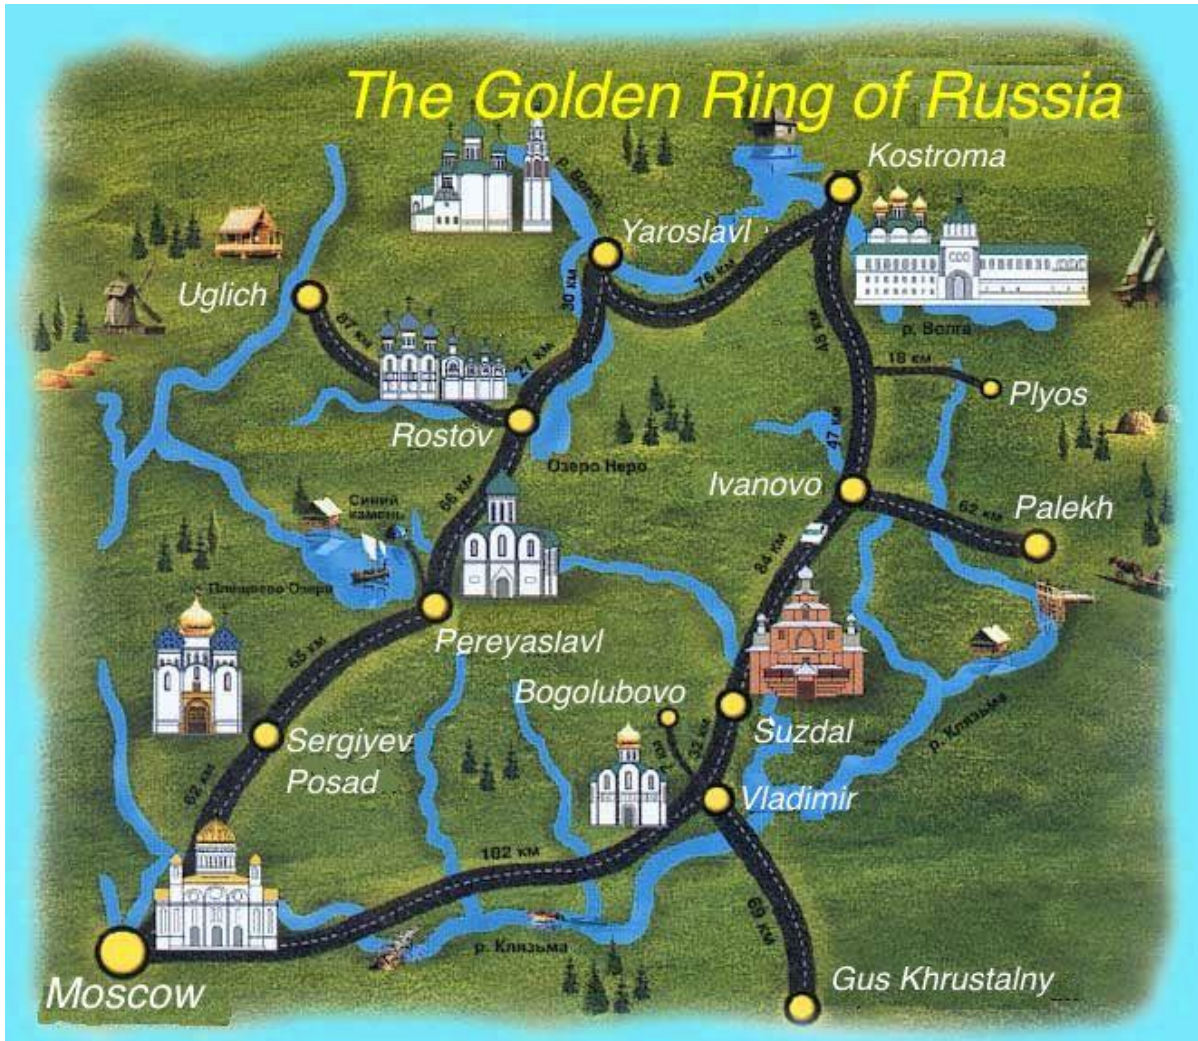 The Golden Ring of Russia
Kostroma
р. Волга
Yaroslavl
76 км
30 км
Uglich
87 км
27 км
45 км
р. Волга
18 км
Plyos
Rostov
47 км
Озеро Неро
66 км
Ivanovo
Синий
камень
62 км
Palekh
84 км
Плещеево Озеро
Pereyaslavl
65 км
Bogolubovo
Suzdal
р. Клязьма
Sergiyev
Posad
32 км
62 км
Vladimir
182 км
69 км
р. Клязьма
Moscow
Gus Khrustalny